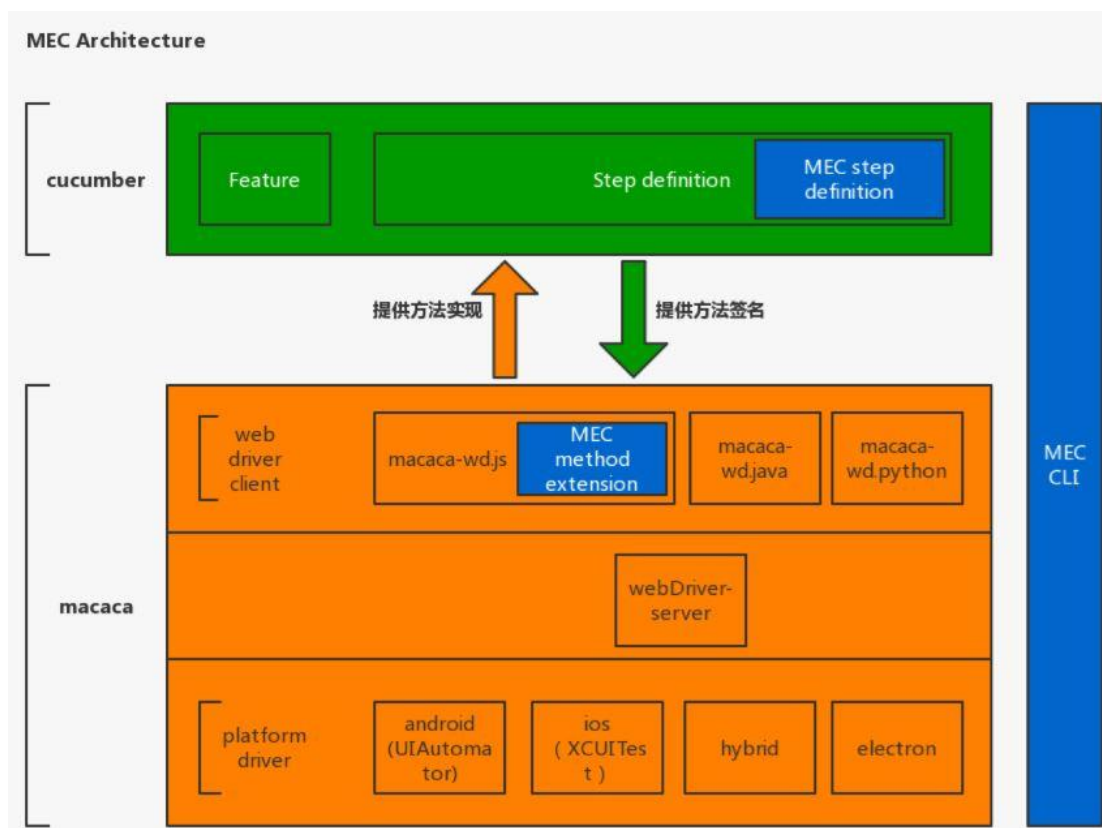 MEC Architecture
cucumber
Feature
Step definition
MEC step
definition
提供方法实现
提供方法签名
macaca
web
driver
client
macaca-wd.js
MEC
method
extension
macaca-
wd.java
macaca-
wd.python
webDriver-
server
platform
driver
android
(UIAutoma
tor)
ios
( XCUITes
t )
hybrid
electron
MEC
CLI